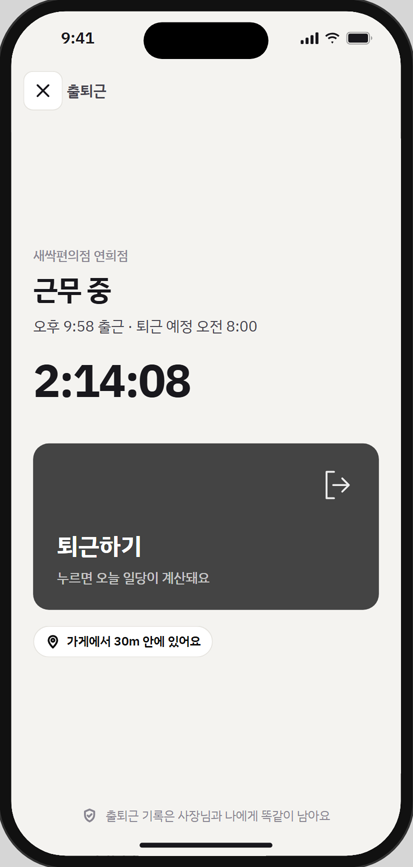 9:41
출퇴근
새싹편의점 연희점
근무 중
오후 9:58 출근 · 퇴근 예정 오전 8:00
2:14:08
퇴근하기
누르면 오늘 일당이 계산돼요
가게에서 30m 안에 있어요
출퇴근 기록은 사장님과 나에게 똑같이 남아요